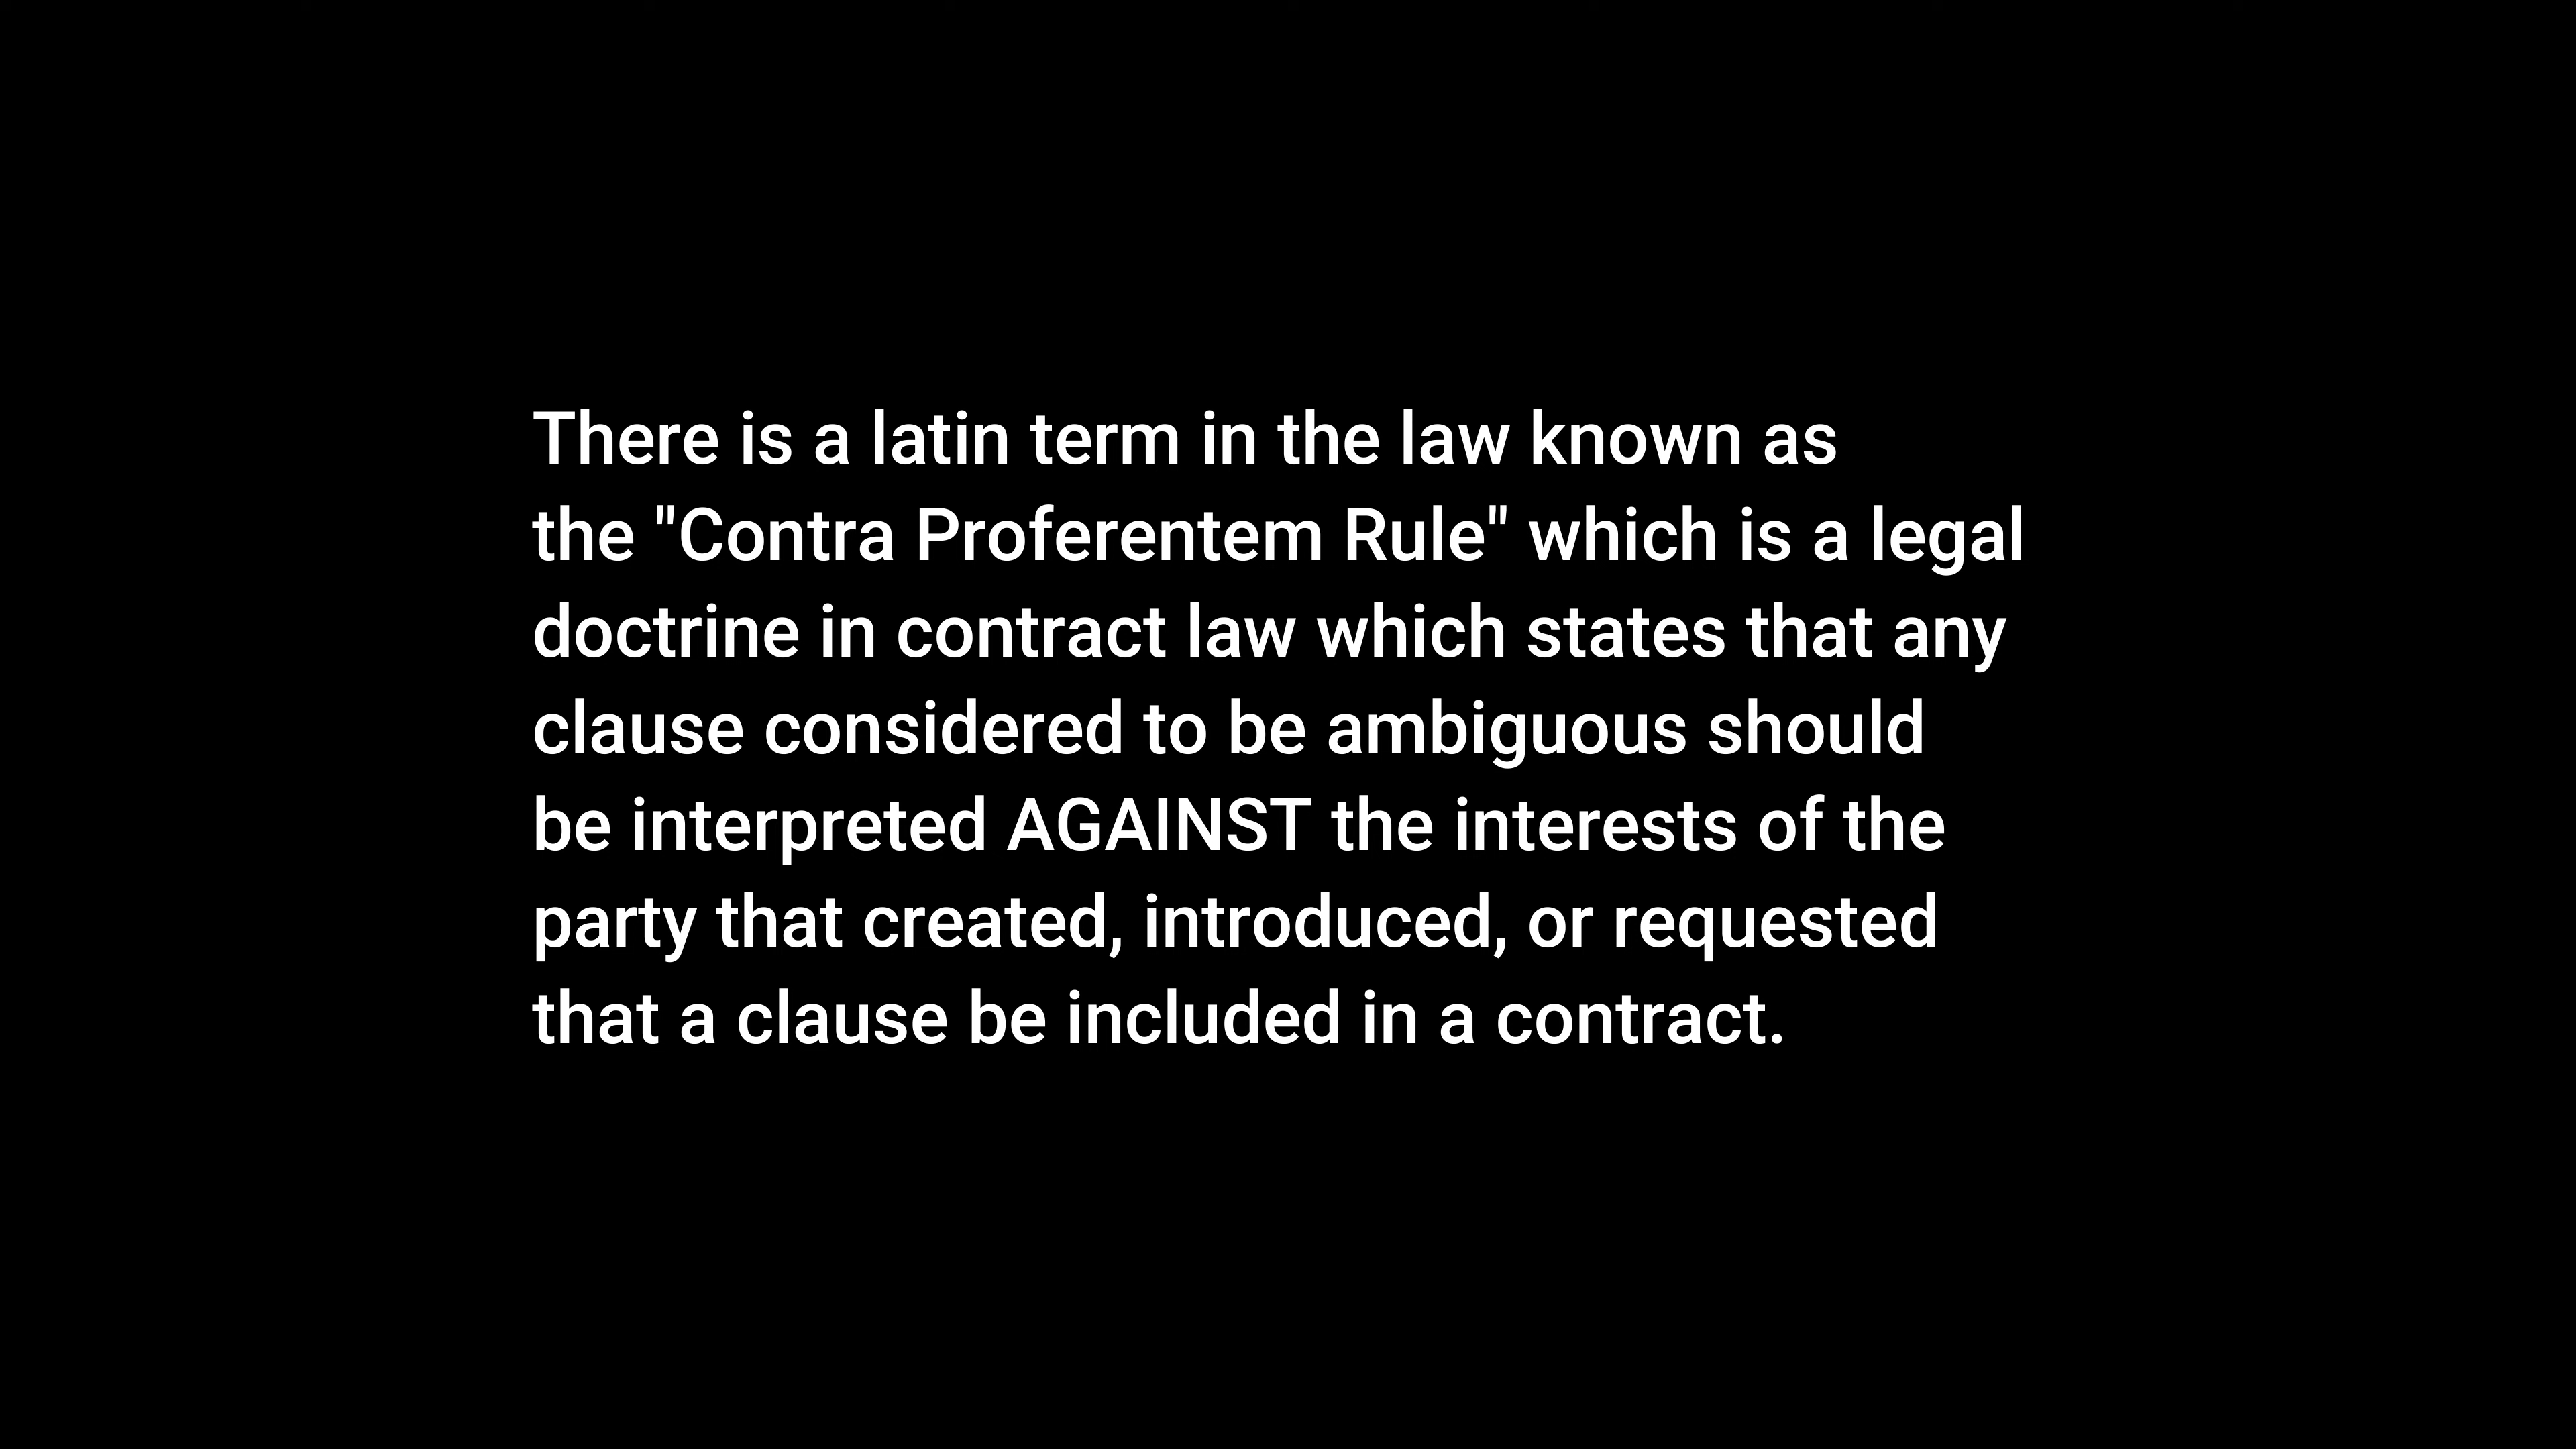 There is a latin term in the law known as
the "Contra Proferentem Rule" which is a legal
doctrine in contract law which states that any
clause considered to be ambiguous should
be interpreted AGAINST the interests of the
party that created, introduced, or requested
that a clause be included in a contract.